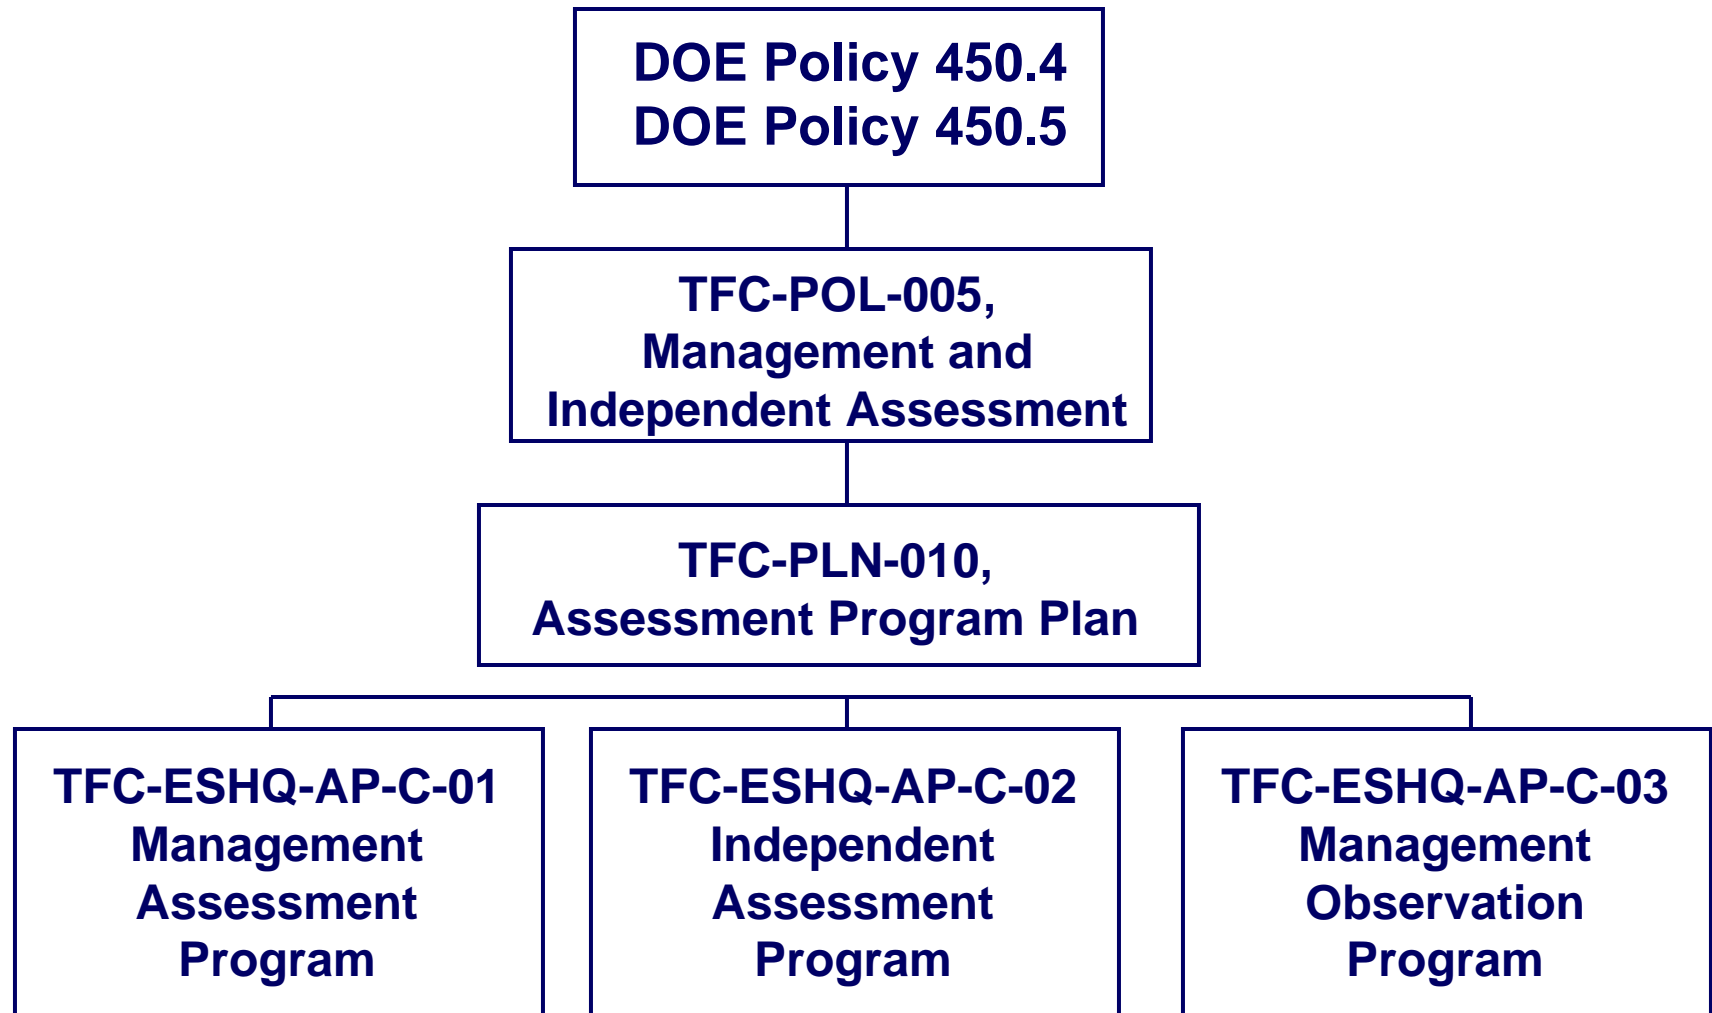 DOE Policy 450.4
DOE Policy 450.5
TFC-POL-005,
Management and
Independent Assessment
TFC-PLN-010,
Assessment Program Plan
TFC-ESHQ-AP-C-01
Management
Assessment
Program
TFC-ESHQ-AP-C-02
Independent
Assessment
Program
TFC-ESHQ-AP-C-03
Management
Observation
Program